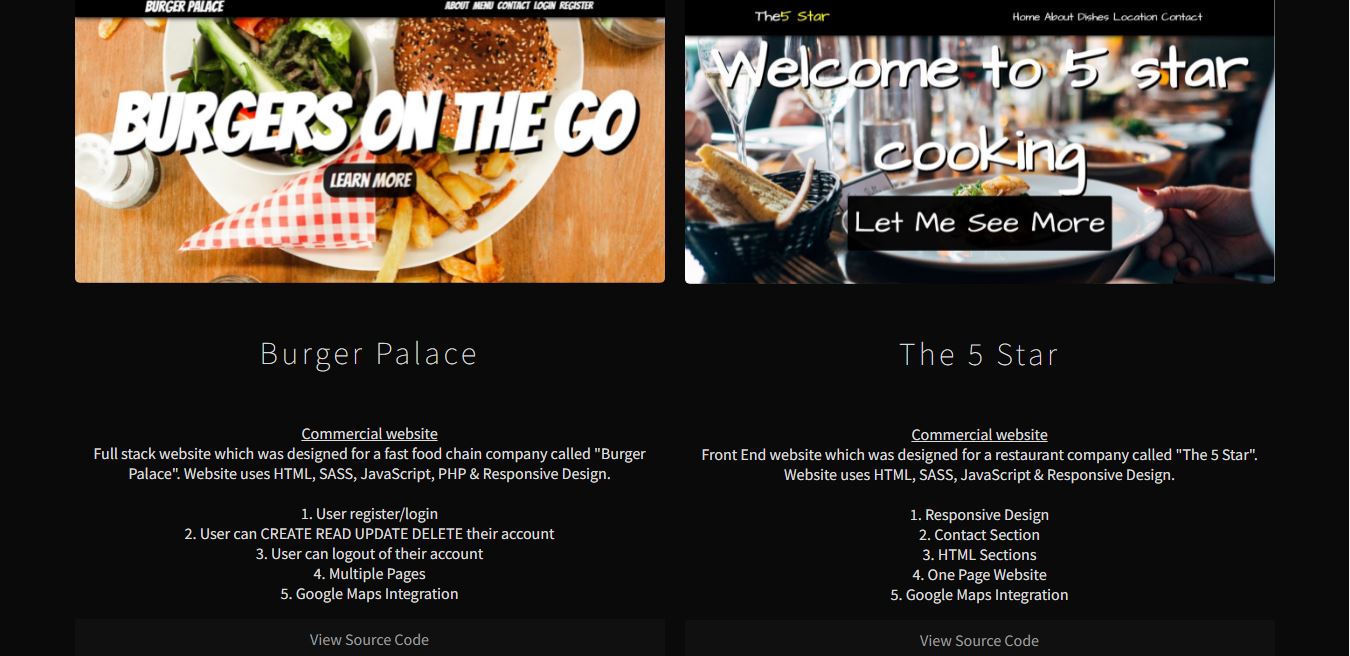 BURGER PALACE
ABOUT MENU CONTACT LOGIN REGISTER
BURGERS ON THE GO
LEARN MORE
Burger Palace
Commercial website
Full stack website which was designed for a fast food chain company called "Burger
Palace". Website uses HTML, SASS, JavaScript, PHP & Responsive Design.
1. User register/login
2. User can CREATE READ UPDATE DELETE their account
3. User can logout of their account
4. Multiple Pages
5. Google Maps Integration
View Source Code
The5 Star
Home About Dishes Location Contact
Welcome to 5 star
cooking
Let Me See More
The 5 Star
Commercial website
Front End website which was designed for a restaurant company called "The 5 Star".
Website uses HTML, SASS, JavaScript & Responsive Design.
1. Responsive Design
2. Contact Section
3. HTML Sections
4. One Page Website
5. Google Maps Integration
View Source Code